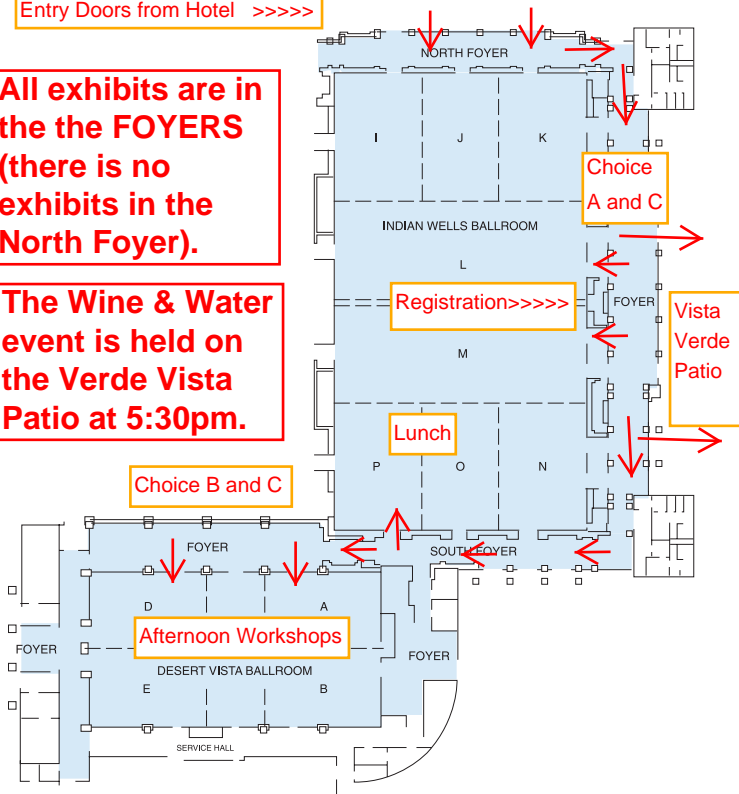 Entry Doors from Hotel >>>>>
NORTH FOYER
All exhibits are in
the the FOYERS
(there is no
exhibits in the
North Foyer).
I
J
K
Choice
A and C
INDIAN WELLS BALLROOM
L
The Wine & Water
event is held on
the Verde Vista
Patio at 5:30pm.
Registration>>>>>
FOYER
Vista
Verde
Patio
M
Lunch
P
O
N
Choice B and C
FOYER
SOUTH FOYER
D
A
Afternoon Workshops
FOYER
FOYER
DESERT VISTA BALLROOM
E
B
SERVICE HALL